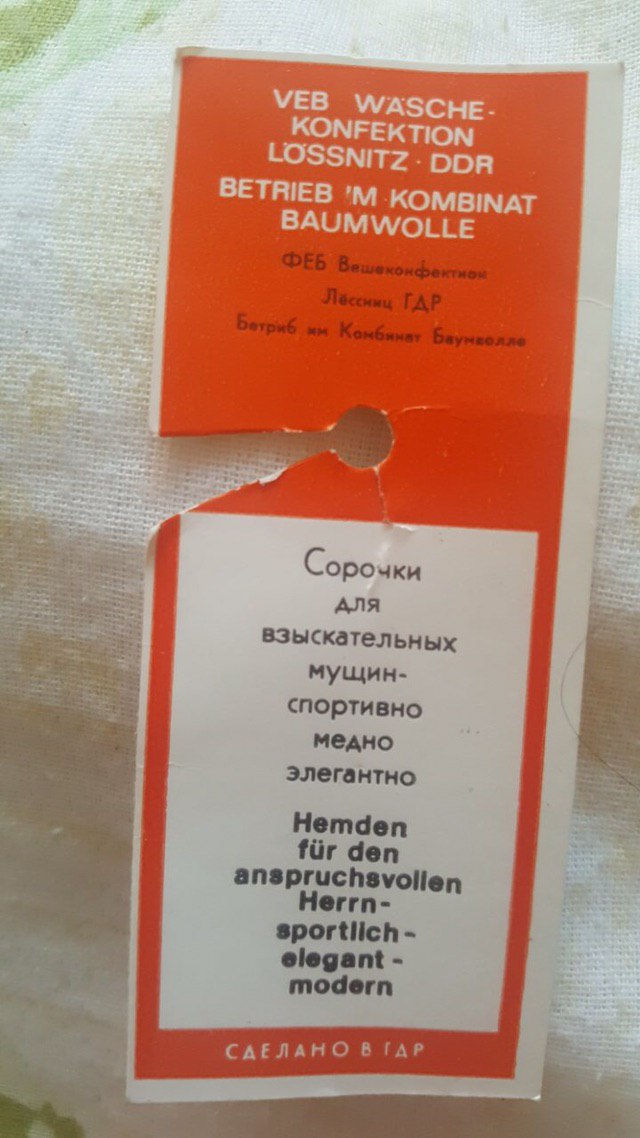 VEB WÄSCHE-
KONFEKTION
LÖSSNITZ · DDR
BETRIEB 'M KOMBINAT
BAUMWOLLE
ФЕБ Вешеконфектион
Лёссниц ГДР
Бетриб им Комбинат Баумволле
Сорочки
для
взыскательных
мущин-
спортивно
медно
элегантно
Hemden
für den
anspruchsvollen
Herrn-
sportlich-
elegant-
modern
СДЕЛАНО В ГДР